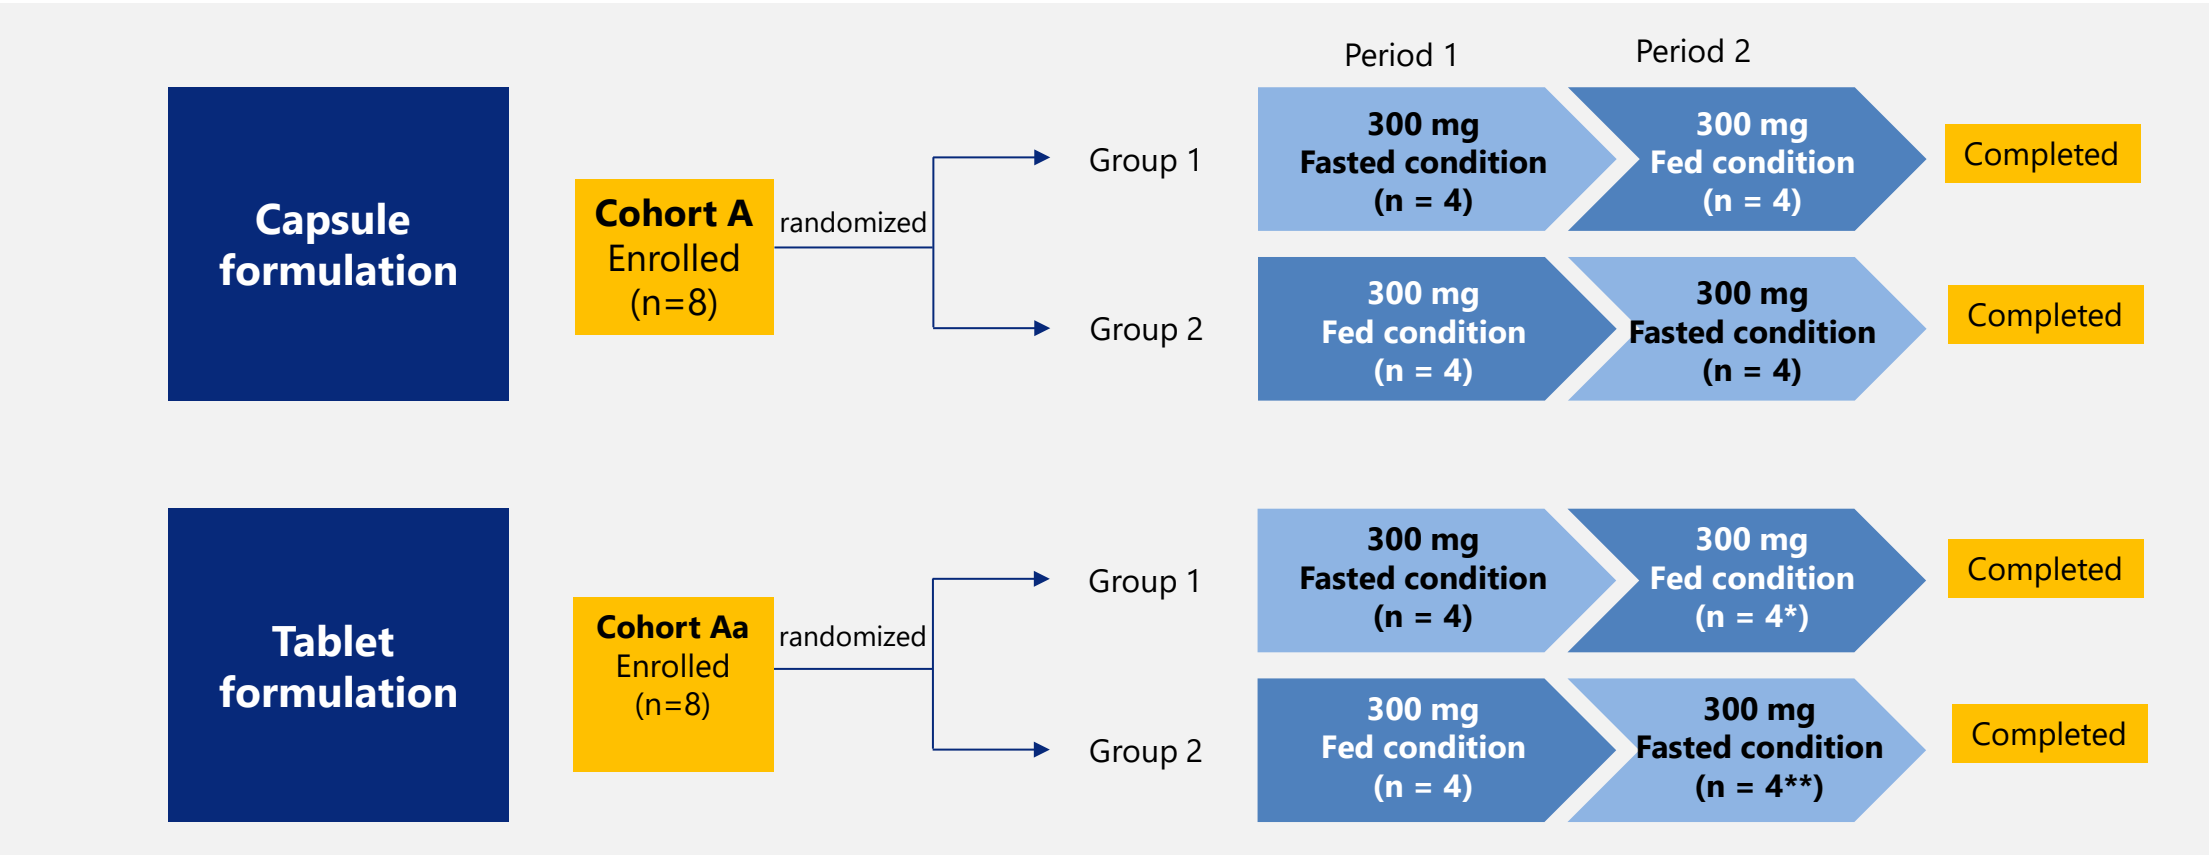 Period 1
Period 2
Capsule
formulation
Cohort A
Enrolled
(n=8)
randomized
Group 1
300 mg
Fasted condition
(n = 4)
300 mg
Fed condition
(n = 4)
Completed
Group 2
300 mg
Fed condition
(n = 4)
300 mg
Fasted condition
(n = 4)
Completed
Tablet
formulation
Cohort Aa
Enrolled
(n=8)
randomized
Group 1
300 mg
Fasted condition
(n = 4)
300 mg
Fed condition
(n = 4*)
Completed
Group 2
300 mg
Fed condition
(n = 4)
300 mg
Fasted condition
(n = 4**)
Completed